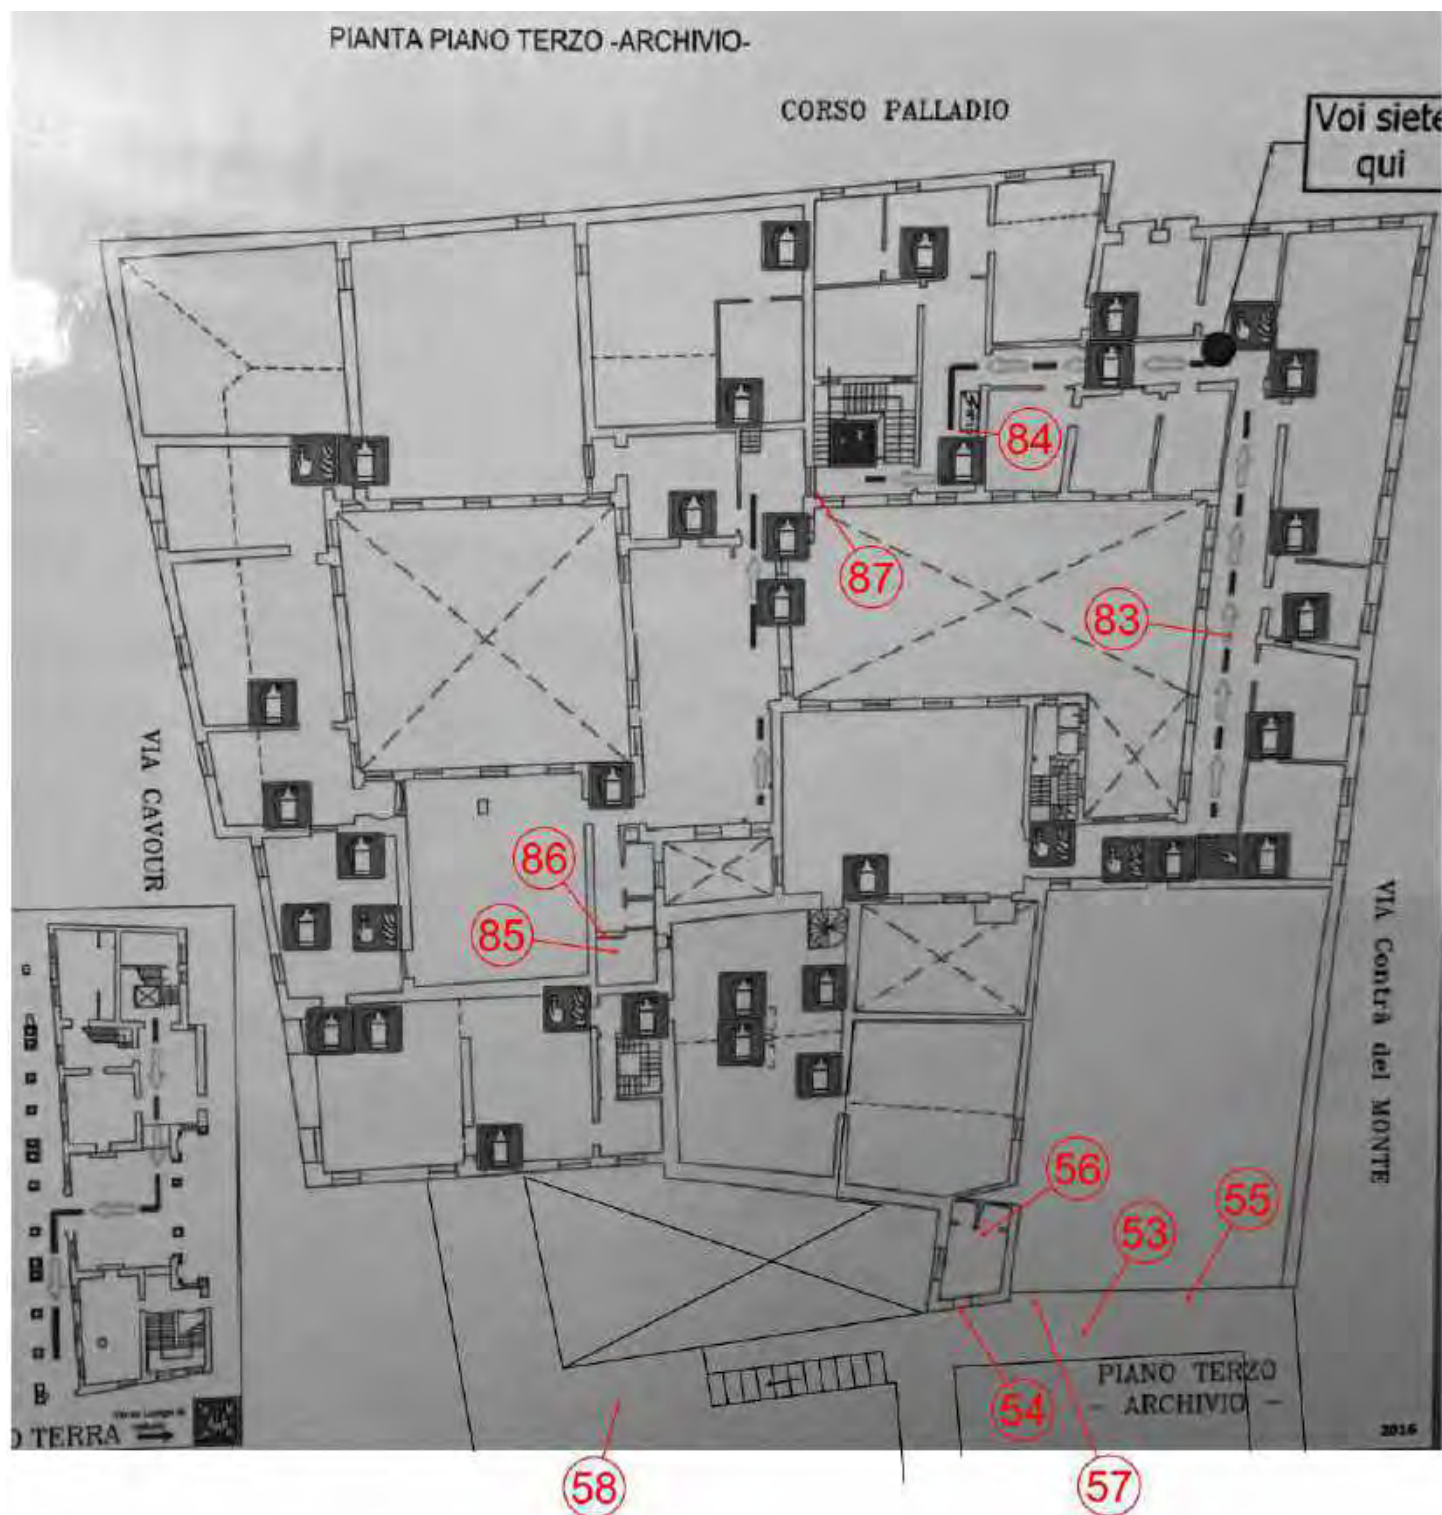 PIANTA PIANO TERZO -ARCHIVIO-
CORSO PALLADIO
Voi siete
qui
84
87
83
VIA CAVOUR
86
85
VIA Contrà del MONTE
56
55
53
PIANO TERZO
- ARCHIVIO -
54
2016
O TERRA
58
57